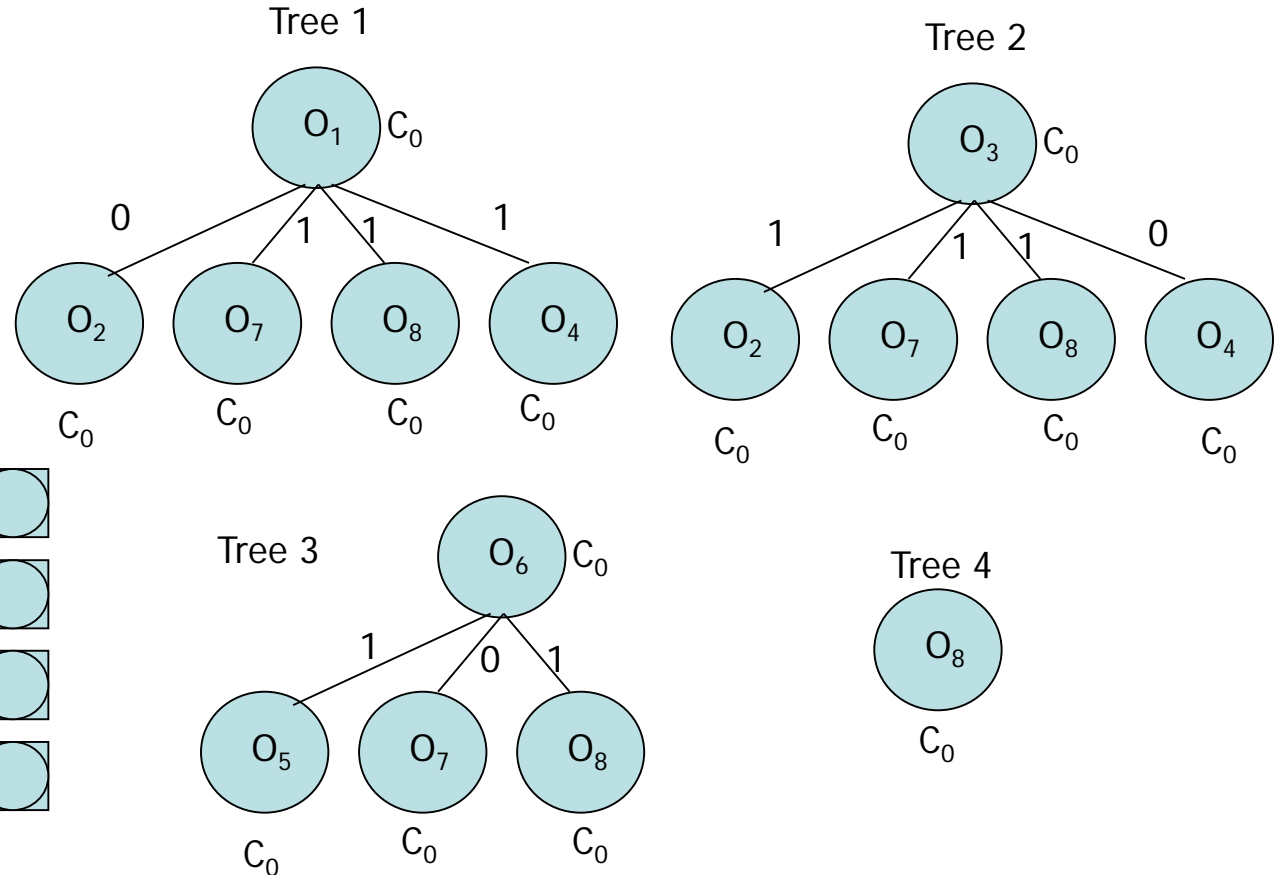 Tree 1
O₁ C₀
0 1 1 1
O₂ O₇ O₈ O₄
C₀ C₀ C₀ C₀
Tree 2
O₃ C₀
1 1 1 0
O₂ O₇ O₈ O₄
C₀ C₀ C₀ C₀
Tree 3
O₆ C₀
1 0 1
O₅ O₇ O₈
C₀ C₀ C₀
Tree 4
O₈
C₀